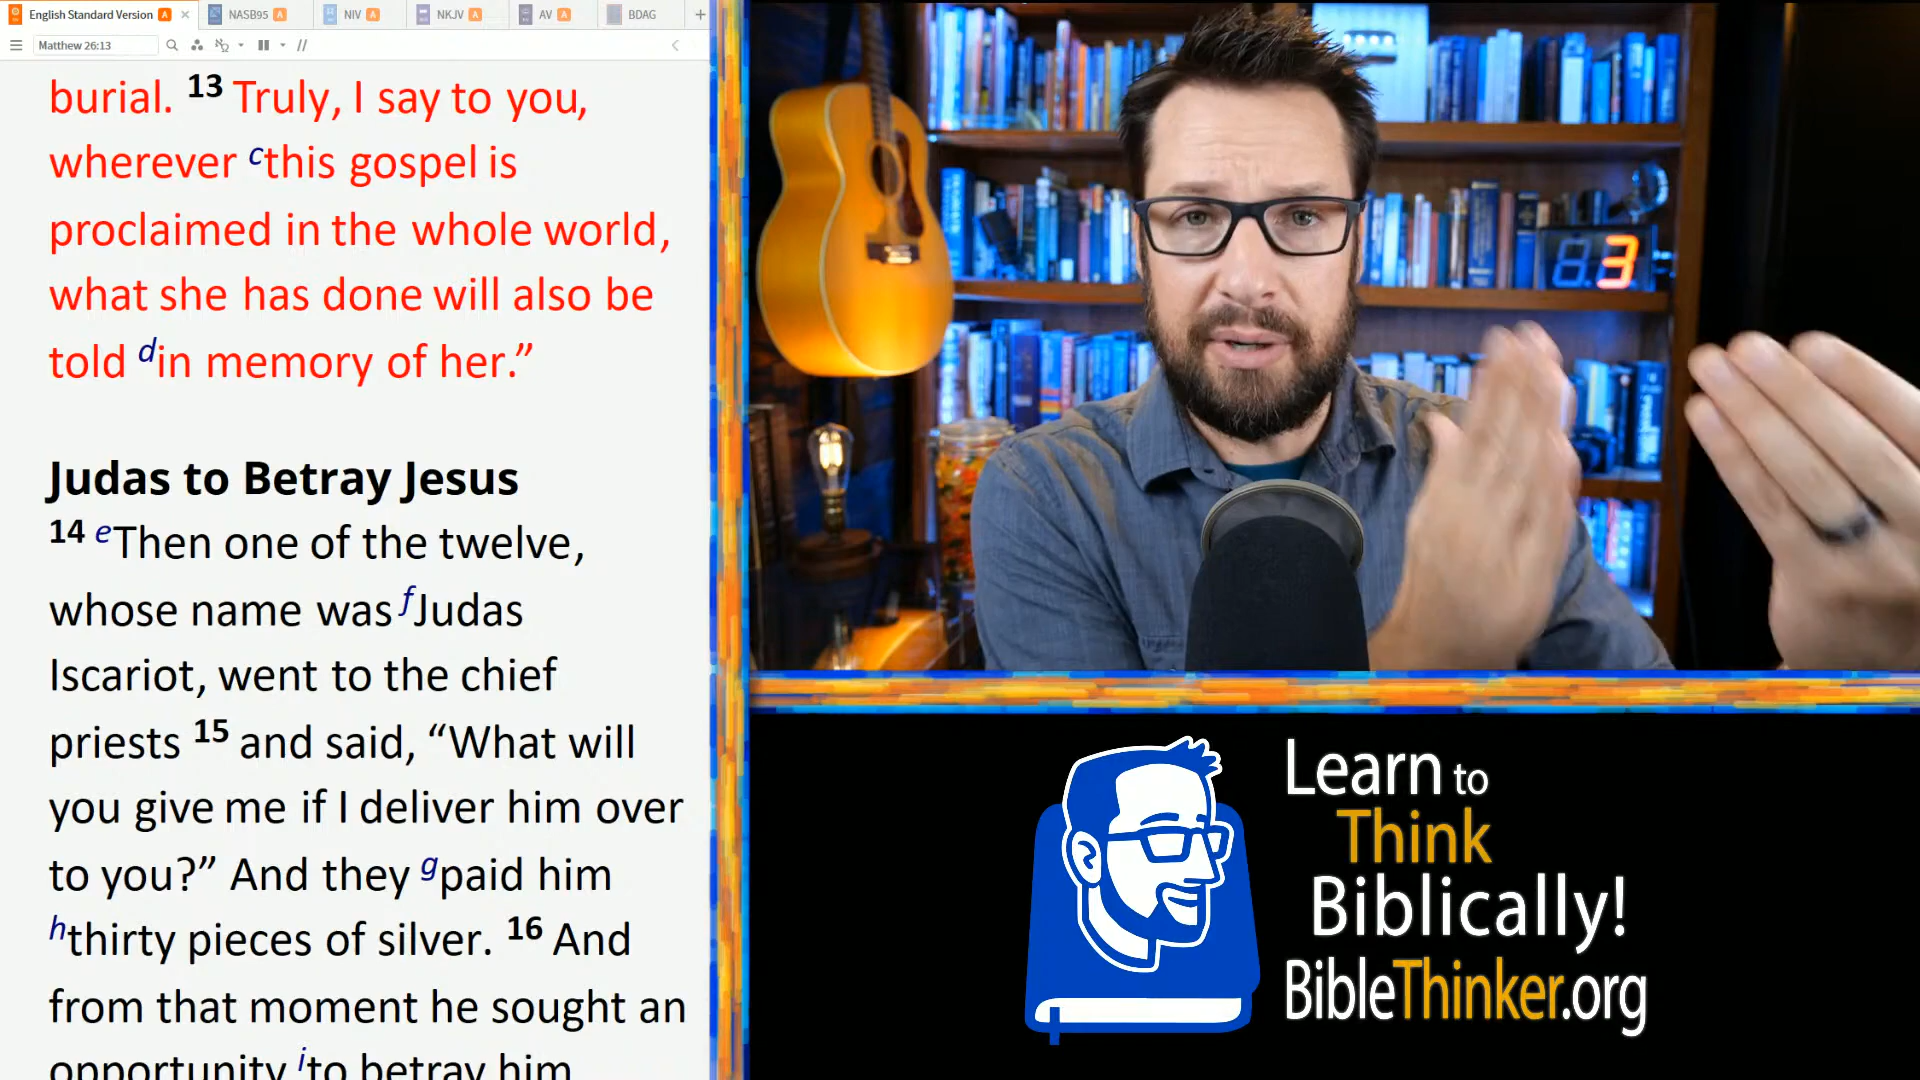 English Standard Version A
NASB95 A
NIV A
NKJV A
AV A
BDAG
Matthew 26:13
burial. 13 Truly, I say to you,
wherever cthis gospel is
proclaimed in the whole world,
what she has done will also be
told din memory of her.”
Judas to Betray Jesus
14 eThen one of the twelve,
whose name was fJudas
Iscariot, went to the chief
priests 15 and said, “What will
you give me if I deliver him over
to you?” And they gpaid him
hthirty pieces of silver. 16 And
from that moment he sought an
opportunity ito betray him.
3
Learn to
Think
Biblically!
BibleThinker.org